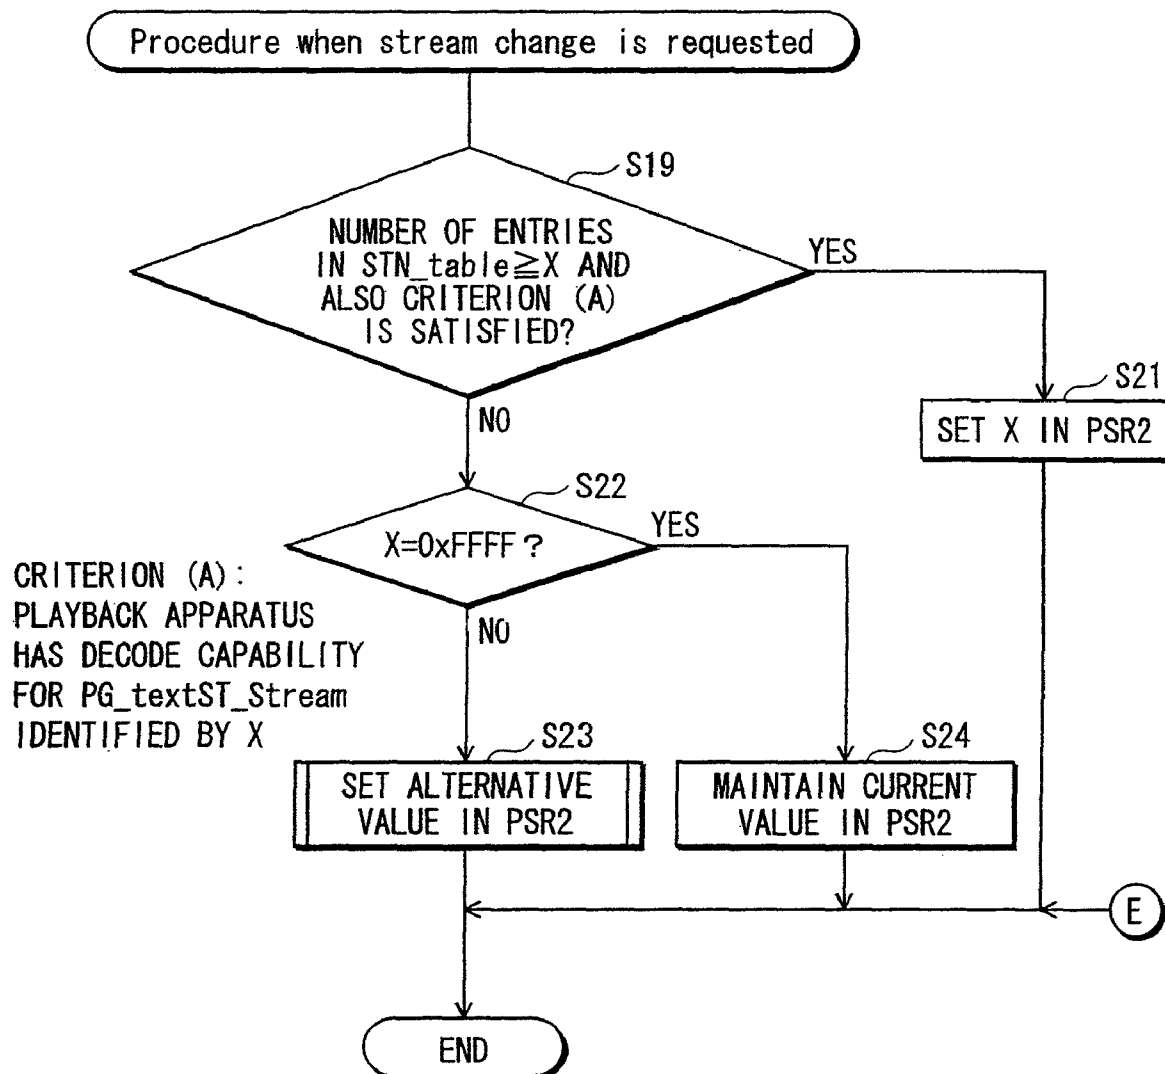 Procedure when stream change is requested
S19
NUMBER OF ENTRIES
IN STN_table≧X AND
ALSO CRITERION (A)
IS SATISFIED?
YES
NO
S21
SET X IN PSR2
S22
X=0xFFFF ?
YES
NO
CRITERION (A):
PLAYBACK APPARATUS
HAS DECODE CAPABILITY
FOR PG_textST_Stream
IDENTIFIED BY X
S23
SET ALTERNATIVE
VALUE IN PSR2
S24
MAINTAIN CURRENT
VALUE IN PSR2
E
END